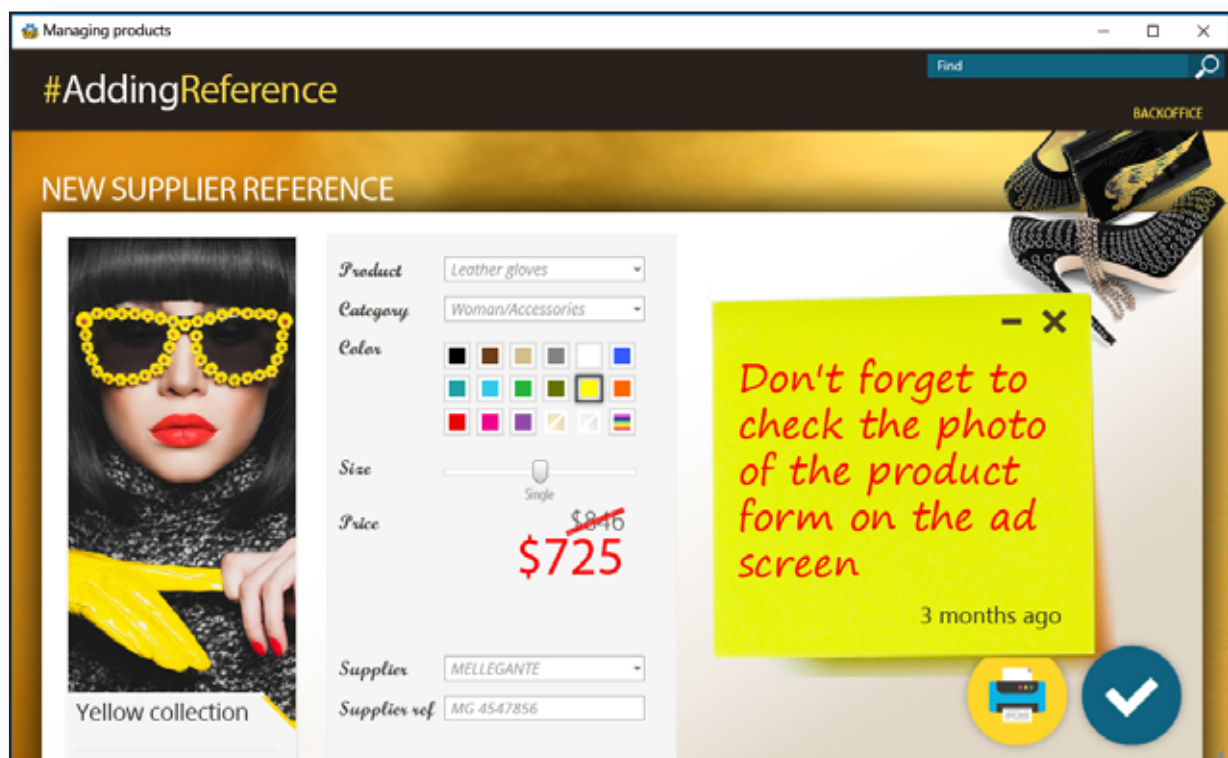 Managing products
Find
#AddingReference
BACKOFFICE
NEW SUPPLIER REFERENCE
Product
Leather gloves
Category
Woman/Accessories
Color
Size
Single
Price
$846
$725
Supplier
MELLEGANTE
Supplier ref
MG 4547856
Yellow collection
Don't forget to
check the photo
of the product
form on the ad
screen
3 months ago